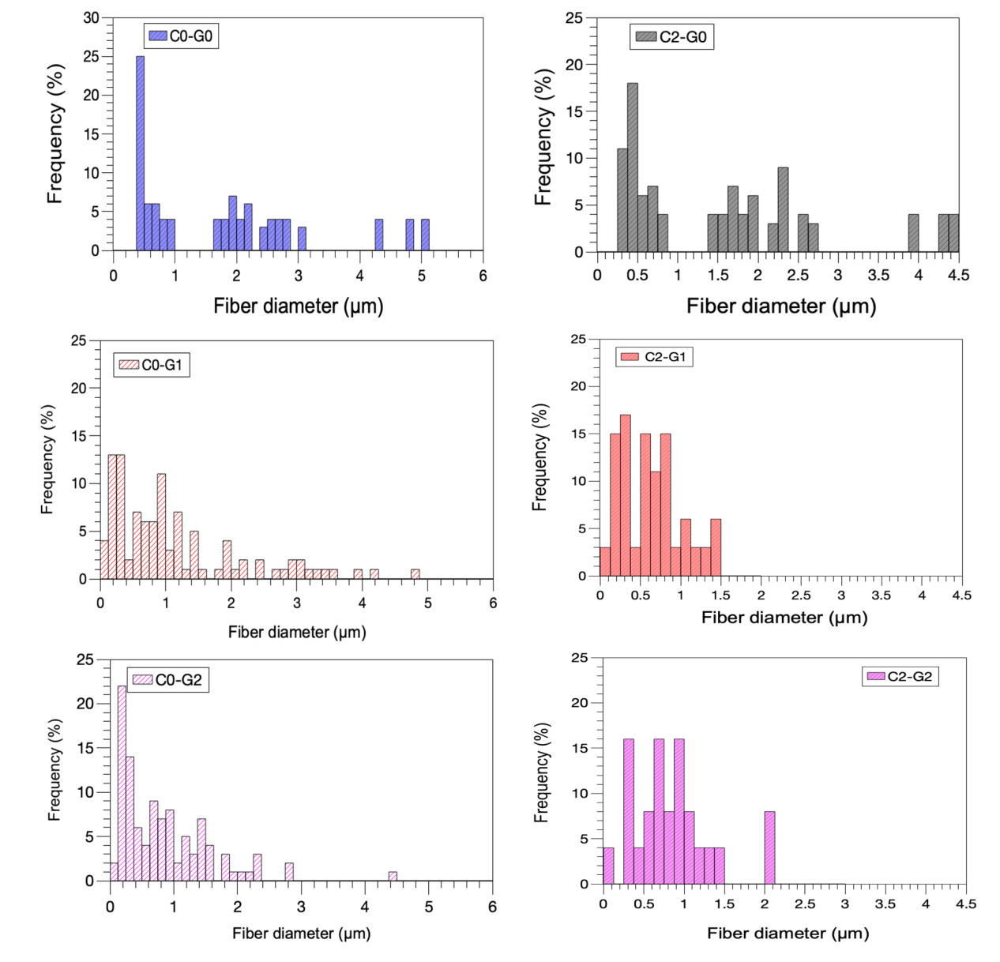 C0-G0
Frequency (%)
30
25
20
15
10
5
0
0 1 2 3 4 5 6
Fiber diameter (µm)
C2-G0
Frequency (%)
25
20
15
10
5
0
0 0.5 1 1.5 2 2.5 3 3.5 4 4.5
Fiber diameter (µm)
C0-G1
Frequency (%)
25
20
15
10
5
0
0 1 2 3 4 5 6
Fiber diameter (µm)
C2-G1
Frequency (%)
25
20
15
10
5
0
0 0.5 1 1.5 2 2.5 3 3.5 4 4.5
Fiber diameter (µm)
C0-G2
Frequency (%)
25
20
15
10
5
0
0 1 2 3 4 5 6
Fiber diameter (µm)
C2-G2
Frequency (%)
25
20
15
10
5
0
0 0.5 1 1.5 2 2.5 3 3.5 4 4.5
Fiber diameter (µm)